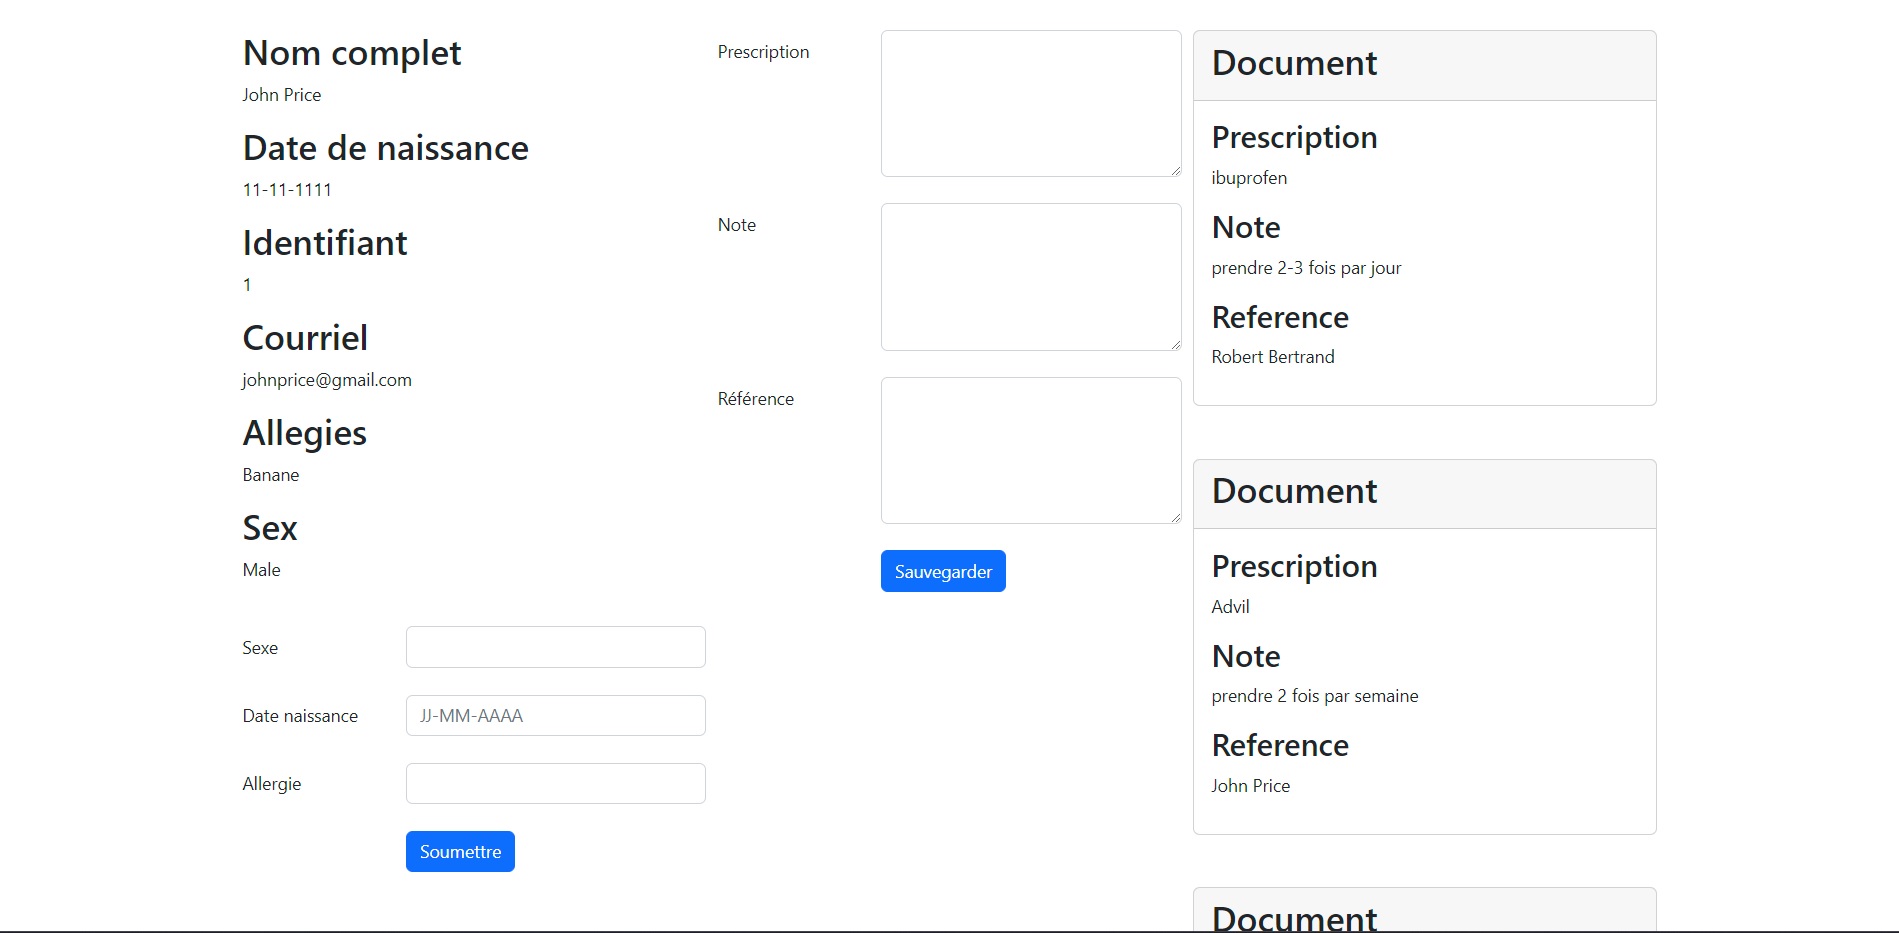 Nom complet
John Price
Date de naissance
11-11-1111
Identifiant
1
Courriel
johnprice@gmail.com
Allegies
Banane
Sex
Male
Sexe
Date naissance
JJ-MM-AAAA
Allergie
Soumettre
Prescription
Note
Référence
Sauvegarder
Document
Prescription
ibuprofen
Note
prendre 2-3 fois par jour
Reference
Robert Bertrand
Document
Prescription
Advil
Note
prendre 2 fois par semaine
Reference
John Price
Document